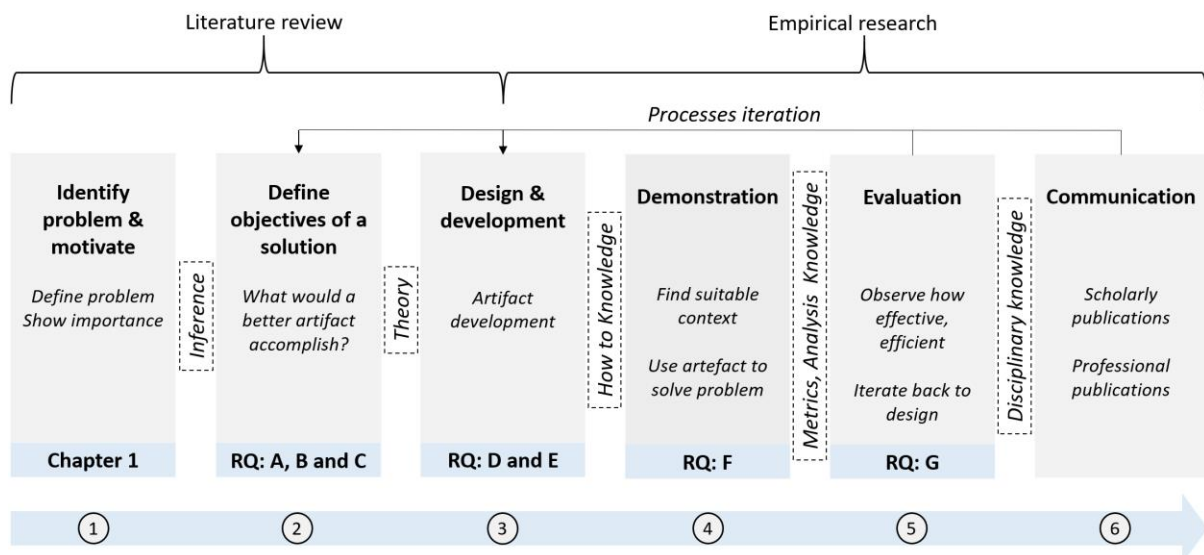 Literature review
Empirical research
Processes iteration
Identify
problem &
motivate
Define problem
Show importance
Chapter 1
Inference
Define
objectives of a
solution
What would a
better artifact
accomplish?
RQ: A, B and C
Theory
Design &
development
Artifact
development
RQ: D and E
How to Knowledge
Demonstration
Find suitable
context
Use artefact to
solve problem
RQ: F
Metrics, Analysis Knowledge
Evaluation
Observe how
effective,
efficient
Iterate back to
design
RQ: G
Disciplinary knowledge
Communication
Scholarly
publications
Professional
publications
1
2
3
4
5
6